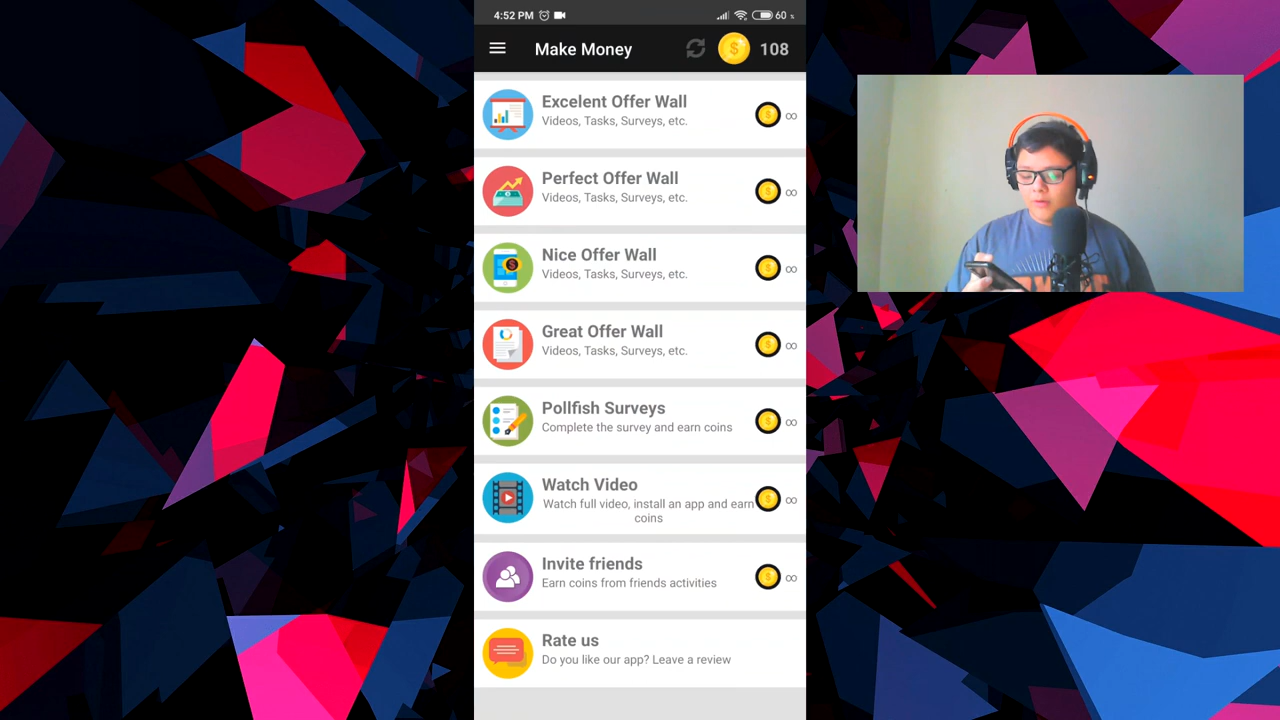 4:52 PM 60 %
Make Money 108
Excelent Offer Wall
Videos, Tasks, Surveys, etc.
∞
Perfect Offer Wall
Videos, Tasks, Surveys, etc.
∞
Nice Offer Wall
Videos, Tasks, Surveys, etc.
∞
Great Offer Wall
Videos, Tasks, Surveys, etc.
∞
Pollfish Surveys
Complete the survey and earn coins
∞
Watch Video
Watch full video, install an app and earn
coins
∞
Invite friends
Earn coins from friends activities
∞
Rate us
Do you like our app? Leave a review